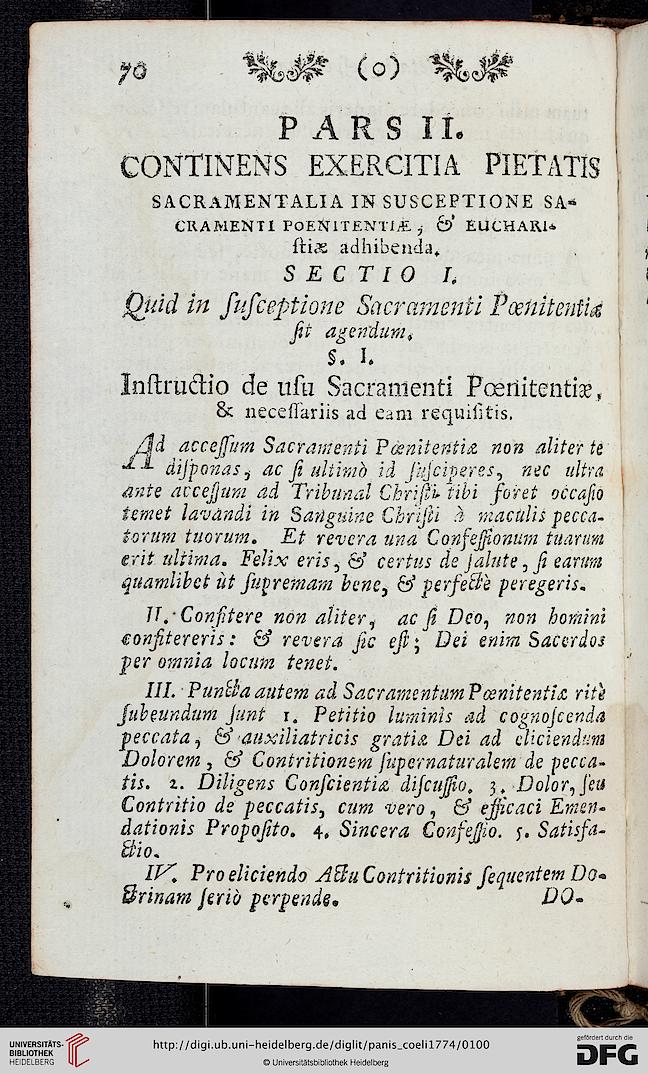 70 (0)
PARS II.
CONTINENS EXERCITIA PIETATIS
SACRAMENTALIA IN SUSCEPTIONE SA-
CRAMENTI POENITENTIÆ, & EUCHARI-
ſtiæ adhibenda.
SECTIO I.
Quid in ſuſceptione Sacramenti Pœnitentiæ
ſit agendum.
§. I.
Inſtructio de uſu Sacramenti Pœnitentiæ,
& neceſſariis ad eam requiſitis.
Ad acceſſum Sacramenti Pœnitentiæ non aliter te
diſponas, ac ſi ultimò id ſuſciperes, nec ultra
ante acceſſum ad Tribunal Chriſti tibi foret occaſio
temet lavandi in Sanguine Chriſti à maculis pecca-
torum tuorum. Et revera una Confeſſionum tuarum
erit ultima. Felix eris, & certus de ſalute, ſi earum
quamlibet ùt ſupremam bene, & perfectè peregeris.
II. Confitere non aliter, ac ſi Deo, non homini
confitereris: & revera ſic eſt; Dei enim Sacerdos
per omnia locum tenet.
III. Puncta autem ad Sacramentum Pœnitentiæ ritè
ſubeundum ſunt 1. Petitio luminis ad cognoſcenda
peccata, & auxiliatricis gratiæ Dei ad eliciendum
Dolorem, & Contritionem ſupernaturalem de pecca-
tis. 2. Diligens Conſcientiæ diſcuſſio. 3. Dolor, ſeu
Contritio de peccatis, cum vero, & efficaci Emen-
dationis Propoſito. 4. Sincera Confeſſio. 5. Satisfa-
ctio.
IV. Pro eliciendo Actu Contritionis ſequentem Do-
ctrinam ſeriò perpende. DO-
UNIVERSITÄTS-
BIBLIOTHEK
HEIDELBERG
http://digi.ub.uni-heidelberg.de/diglit/panis_coeli1774/0100
© Universitätsbibliothek Heidelberg
gefördert durch die
DFG